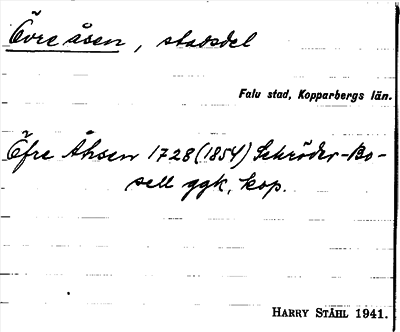 Övre åsen, stadsdel
Falu stad, Kopparbergs län.
Öfre Åhsen 1728 (1854) Schröder-Bo-
sell ggk, kop.
HARRY STÅHL 1941.